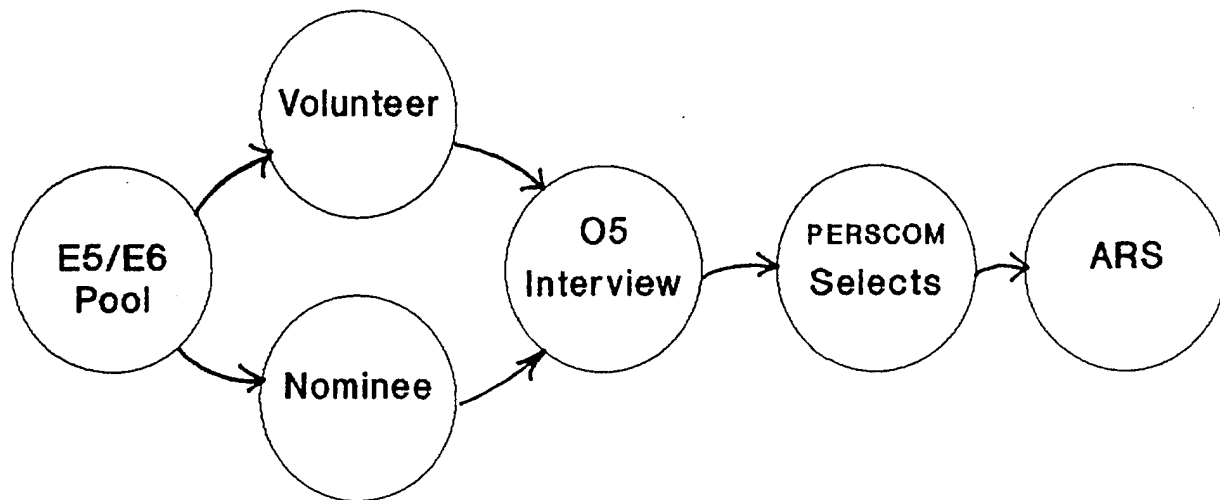 E5/E6
Pool
Volunteer
Nominee
O5
Interview
PERSCOM
Selects
ARS